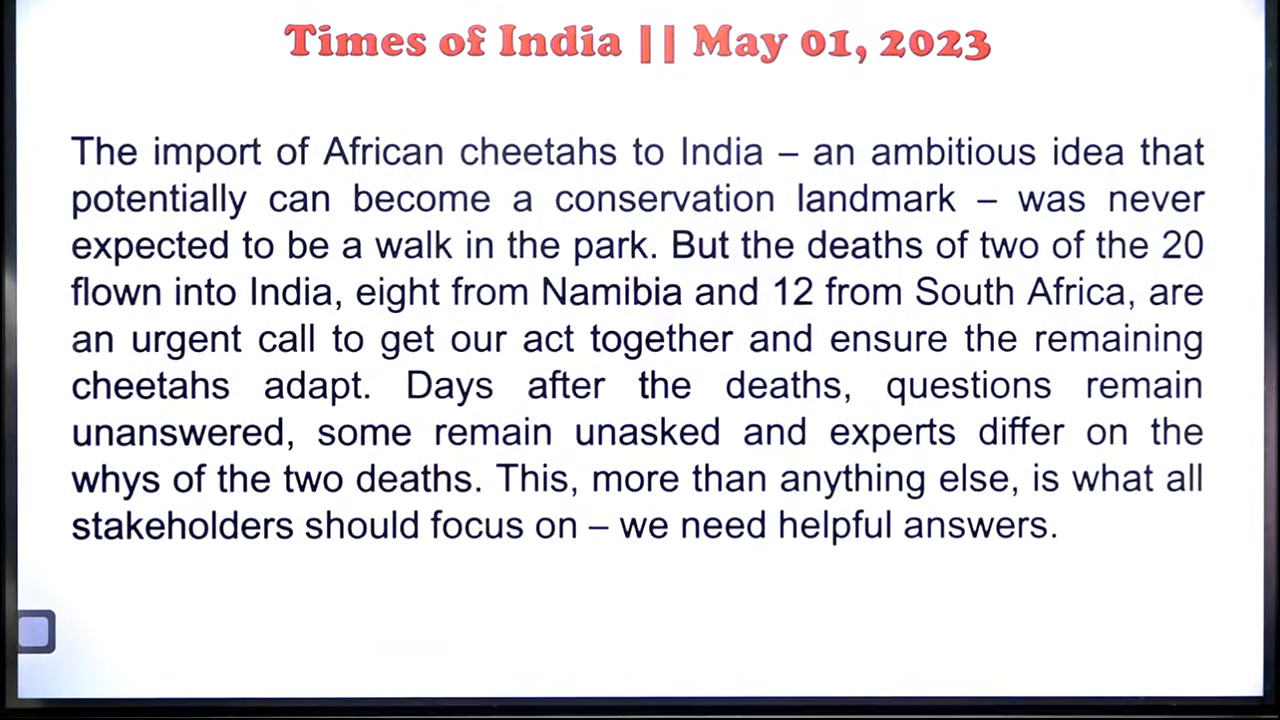 Times of India || May 01, 2023
The import of African cheetahs to India – an ambitious idea that
potentially can become a conservation landmark – was never
expected to be a walk in the park. But the deaths of two of the 20
flown into India, eight from Namibia and 12 from South Africa, are
an urgent call to get our act together and ensure the remaining
cheetahs adapt. Days after the deaths, questions remain
unanswered, some remain unasked and experts differ on the
whys of the two deaths. This, more than anything else, is what all
stakeholders should focus on – we need helpful answers.